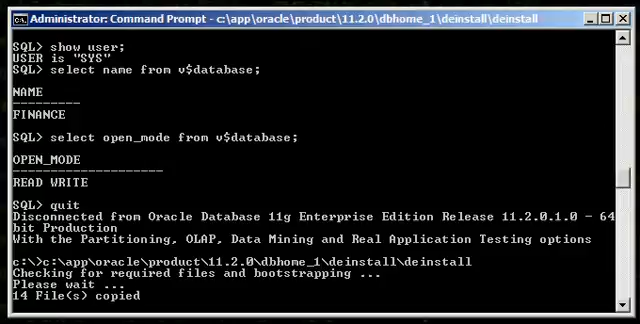 Administrator: Command Prompt - c:\app\oracle\product\11.2.0\dbhome_1\deinstall\deinstall
SQL> show user;
USER is "SYS"
SQL> select name from v$database;
NAME
---------
FINANCE
SQL> select open_mode from v$database;
OPEN_MODE
--------------------
READ WRITE
SQL> quit
Disconnected from Oracle Database 11g Enterprise Edition Release 11.2.0.1.0 - 64
bit Production
With the Partitioning, OLAP, Data Mining and Real Application Testing options
c:\>c:\app\oracle\product\11.2.0\dbhome_1\deinstall\deinstall
Checking for required files and bootstrapping ...
Please wait ...
14 File(s) copied